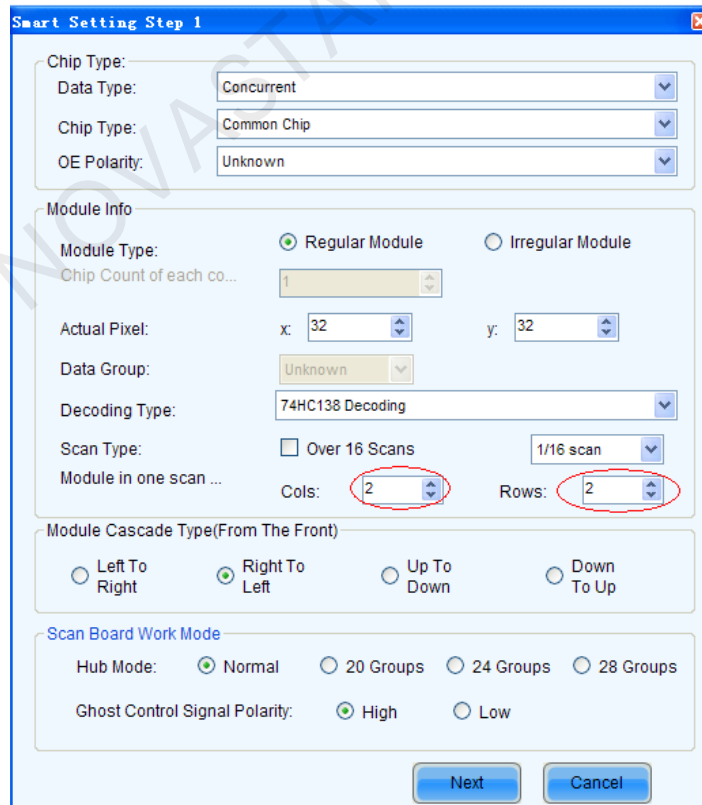 Smart Setting Step 1
Chip Type:
Data Type: Concurrent
Chip Type: Common Chip
OE Polarity: Unknown
Module Info
Module Type: Regular Module Irregular Module
Chip Count of each co... 1
Actual Pixel: x: 32 y: 32
Data Group: Unknown
Decoding Type: 74HC138 Decoding
Scan Type: Over 16 Scans 1/16 scan
Module in one scan ... Cols: 2 Rows: 2
Module Cascade Type(From The Front)
Left To Right To Up To Down
Right Left Down To Up
Scan Board Work Mode
Hub Mode: Normal 20 Groups 24 Groups 28 Groups
Ghost Control Signal Polarity: High Low
Next Cancel
NOVASTAR